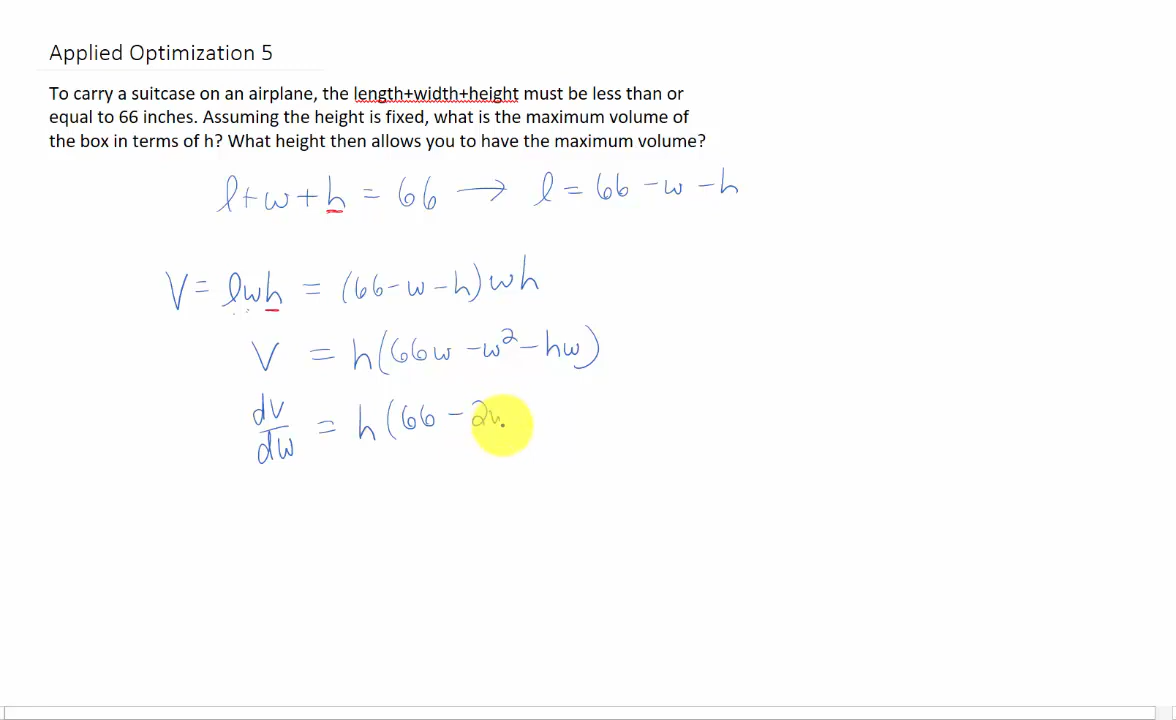 Applied Optimization 5
To carry a suitcase on an airplane, the length+width+height must be less than or
equal to 66 inches. Assuming the height is fixed, what is the maximum volume of
the box in terms of h? What height then allows you to have the maximum volume?
l+w+h = 66 → l = 66 - w - h
V = lwh = (66-w-h) wh
V = h(66w - w² - hw)
dv/dw = h(66 - 2w